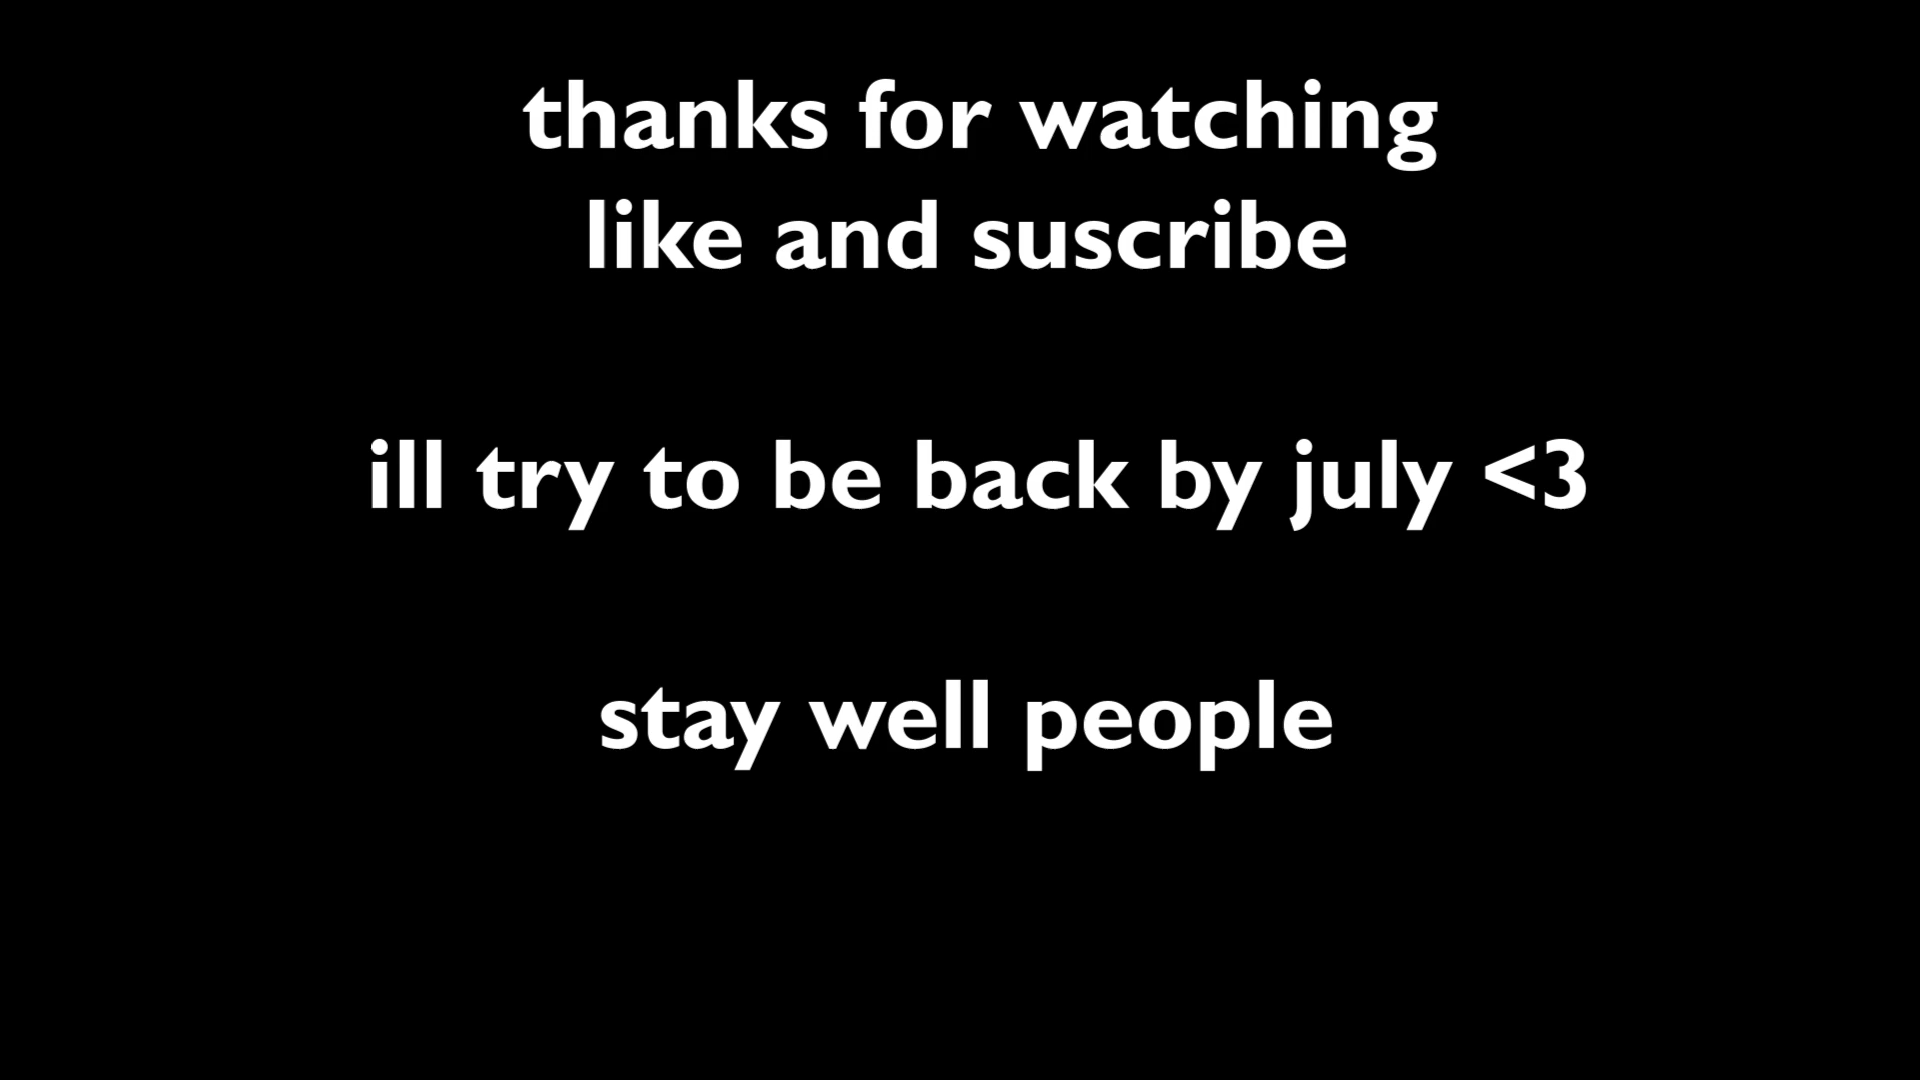 thanks for watching
like and suscribe
ill try to be back by july <3
stay well people